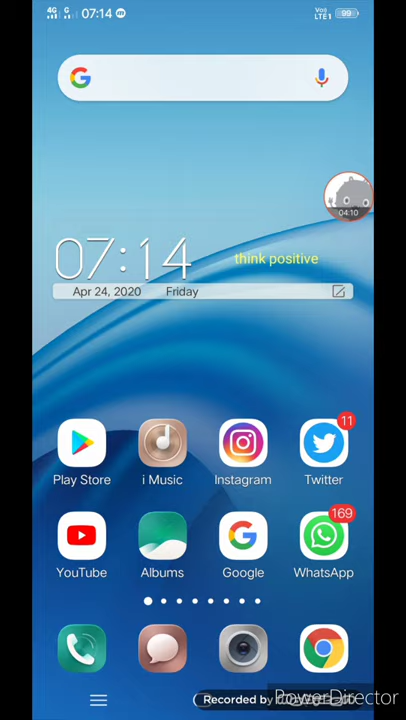 4G G 07:14 VoD LTE1 99
04:10
07:14 think positive
Apr 24, 2020 Friday
11
Play Store i Music Instagram Twitter
169
YouTube Albums Google WhatsApp
Recorded by
PowerDirector